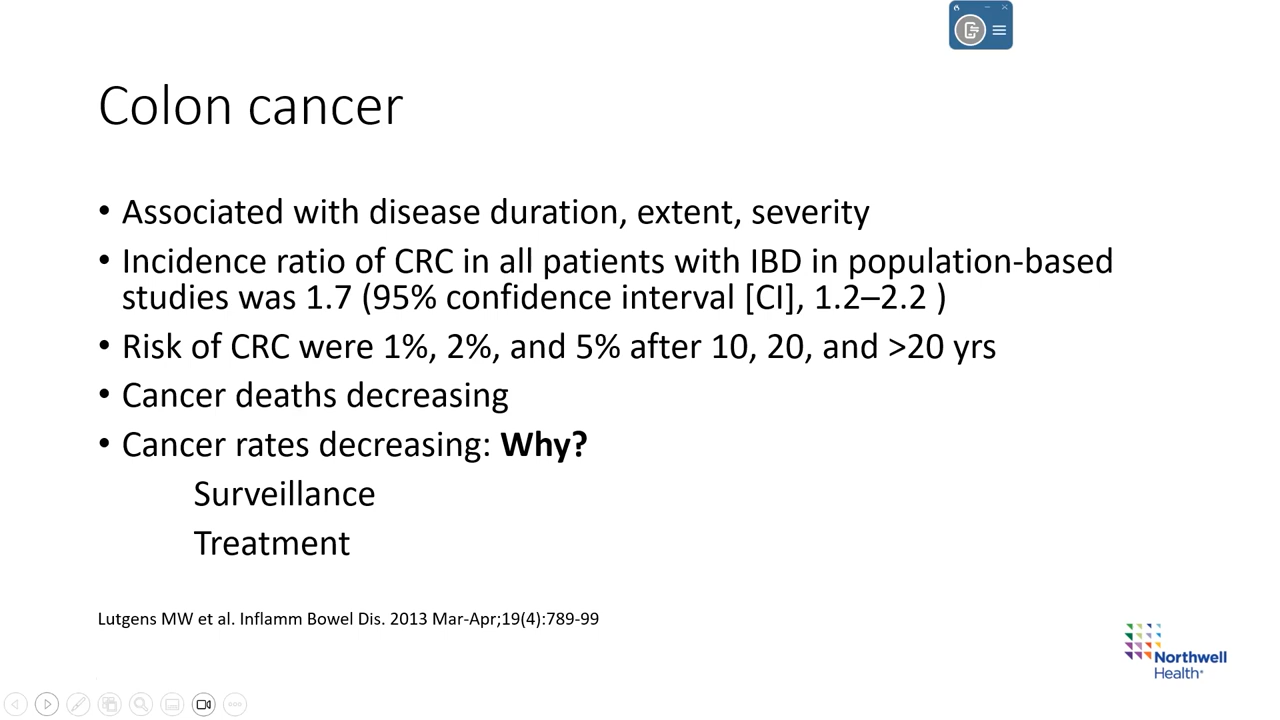 Colon cancer
• Associated with disease duration, extent, severity
• Incidence ratio of CRC in all patients with IBD in population-based
studies was 1.7 (95% confidence interval [CI], 1.2–2.2 )
• Risk of CRC were 1%, 2%, and 5% after 10, 20, and >20 yrs
• Cancer deaths decreasing
• Cancer rates decreasing: Why?
Surveillance
Treatment
Lutgens MW et al. Inflamm Bowel Dis. 2013 Mar-Apr;19(4):789-99
Northwell
Health